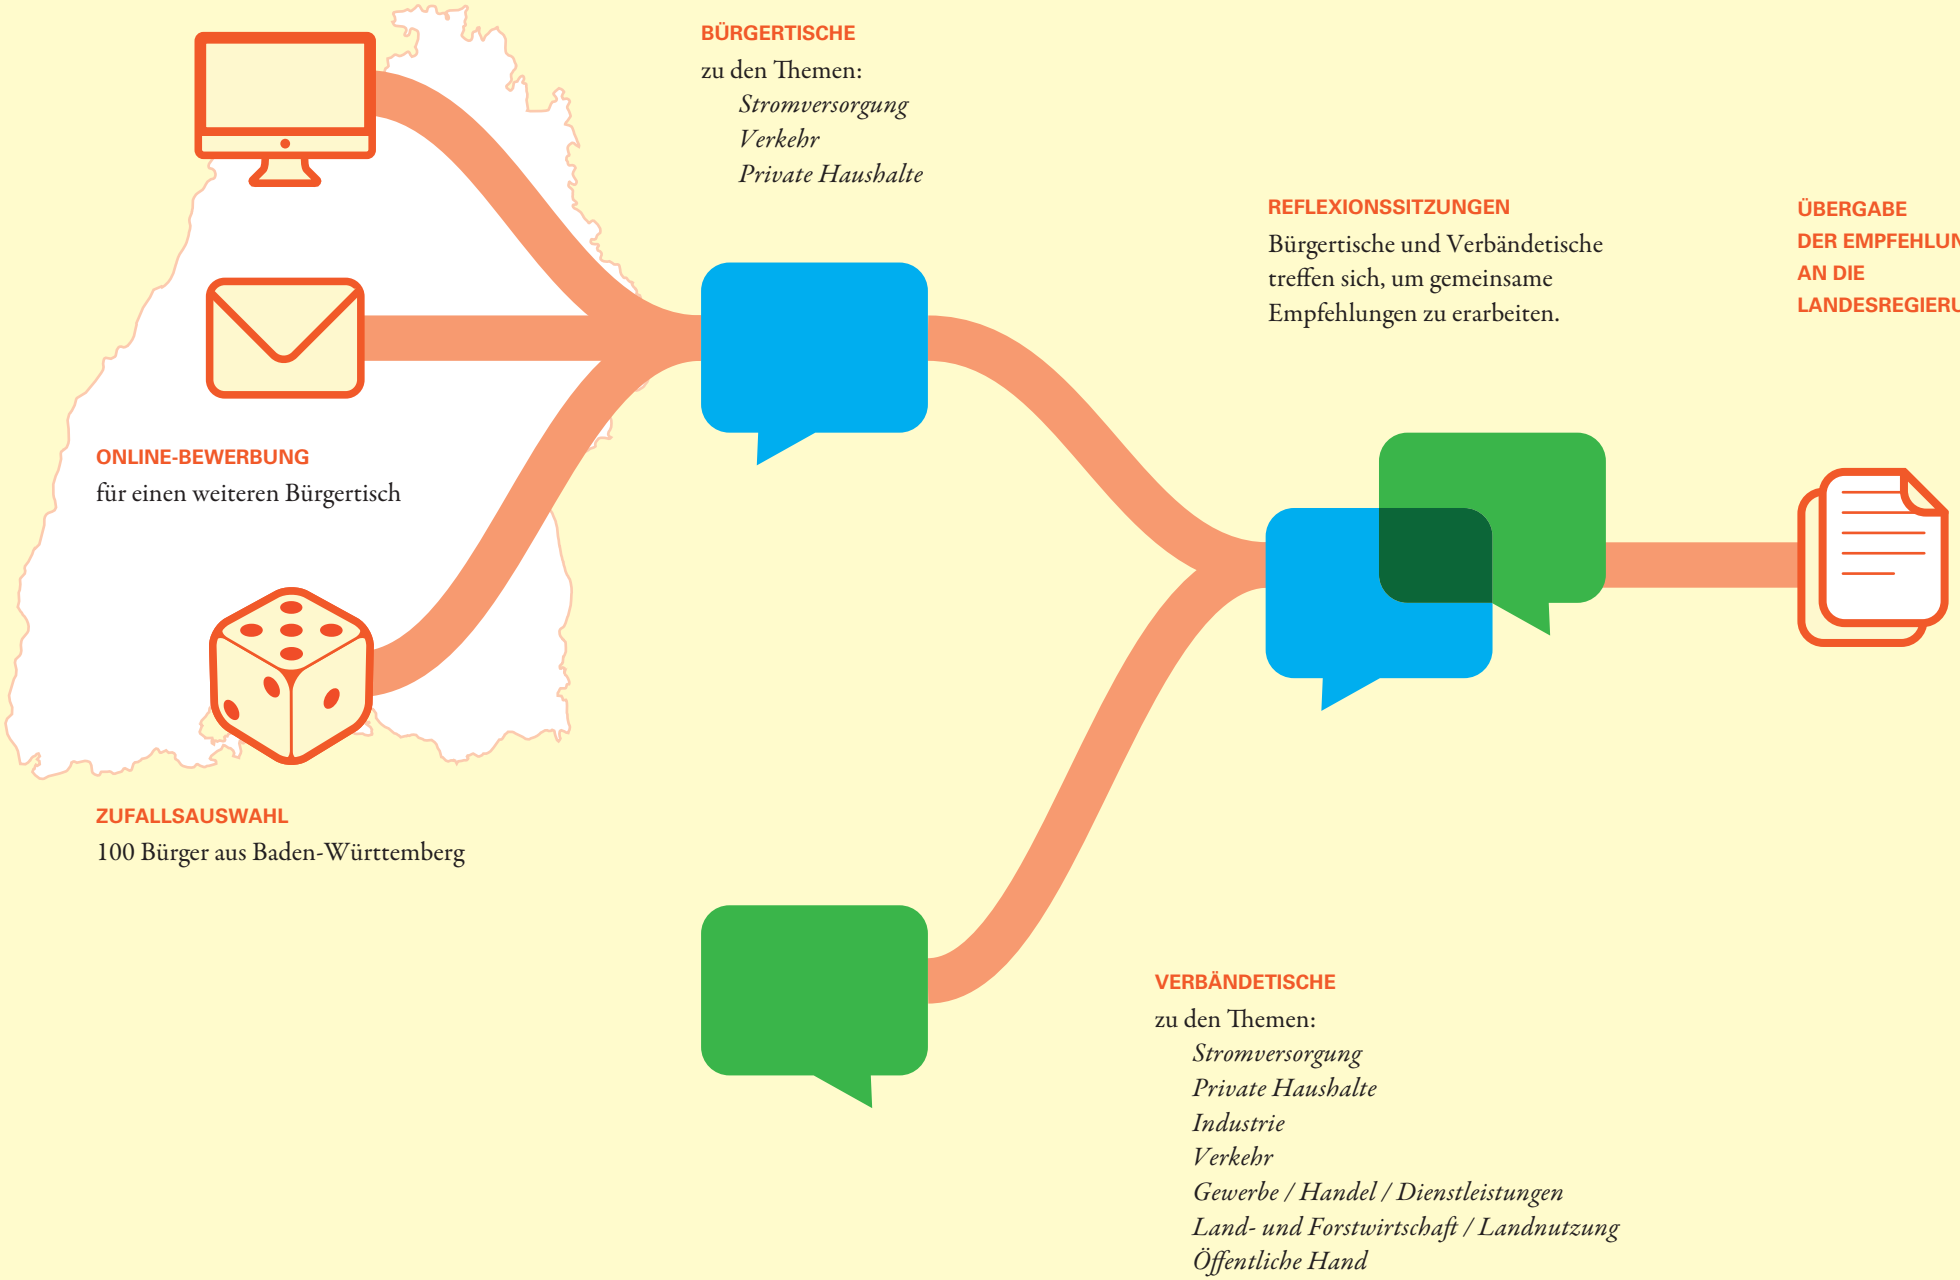 BÜRGERTISCHE
zu den Themen:
Stromversorgung
Verkehr
Private Haushalte
REFLEXIONSSITZUNGEN
Bürgertische und Verbändetische
treffen sich, um gemeinsame
Empfehlungen zu erarbeiten.
ÜBERGABE
DER
AN DIE
ONLINE-BEWERBUNG
für einen weiteren Bürgertisch
ZUFALLSAUSWAHL
100 Bürger aus Baden-Württemberg
VERBÄNDETISCHE
zu den Themen:
Stromversorgung
Private Haushalte
Industrie
Verkehr
Gewerbe / Handel / Dienstleistungen
Land- und Forstwirtschaft / Landnutzung
Öffentliche Hand